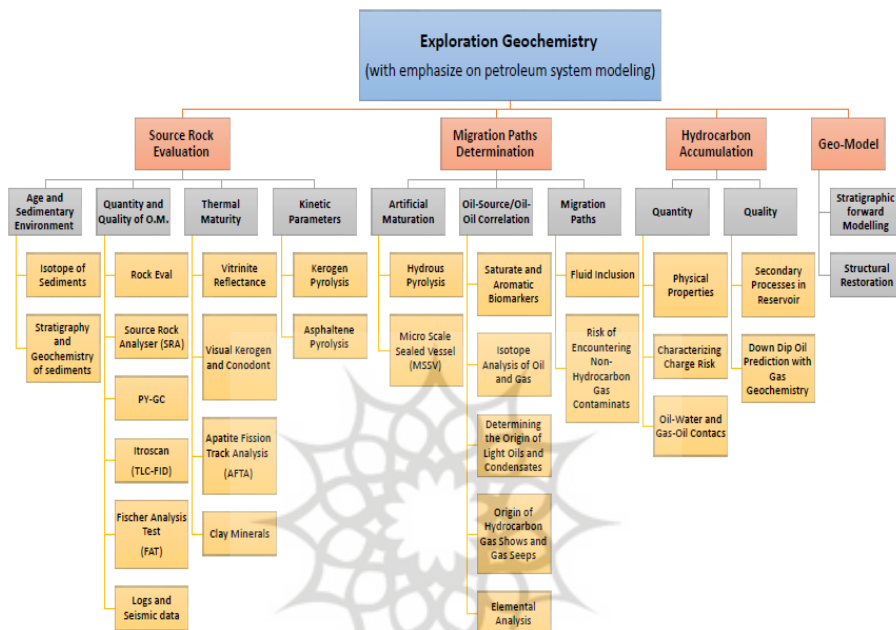 Exploration Geochemistry
(with emphasize on petroleum system modeling)
Source Rock
Evaluation
Migration Paths
Determination
Hydrocarbon
Accumulation
Geo-Model
Age and
Sedimentary
Environment
Quantity and
Quality of O.M.
Thermal
Maturity
Kinetic
Parameters
Artificial
Maturation
Oil-Source/Oil-
Oil Correlation
Migration
Paths
Quantity
Quality
Stratigraphic
forward
Modelling
Structural
Restoration
Isotope of
Sediments
Stratigraphy
and
Geochemistry
of sediments
Rock Eval
Source Rock
Analyser (SRA)
PY-GC
Itroscan
(TLC-FID)
Fischer Analysis
Test
(FAT)
Logs and
Seismic data
Vitrinite
Reflectance
Visual Kerogen
and Conodont
Apatite Fission
Track Analysis
(AFTA)
Clay Minerals
Kerogen
Pyrolysis
Asphaltene
Pyrolysis
Hydrous
Pyrolysis
Micro Scale
Sealed Vessel
(MSSV)
Saturate and
Aromatic
Biomarkers
Isotope
Analysis of Oil
and Gas
Determining
the Origin of
Light Oils and
Condensates
Origin of
Hydrocarbon
Gas Shows and
Gas Seeps
Elemental
Analysis
Fluid Inclusion
Risk of
Encountering
Non-
Hydrocarbon
Gas
Contaminats
Physical
Properties
Characterizing
Charge Risk
Oil-Water and
Gas-Oil Contacs
Secondary
Processes in
Reservoir
Down Dip Oil
Prediction with
Gas
Geochemistry